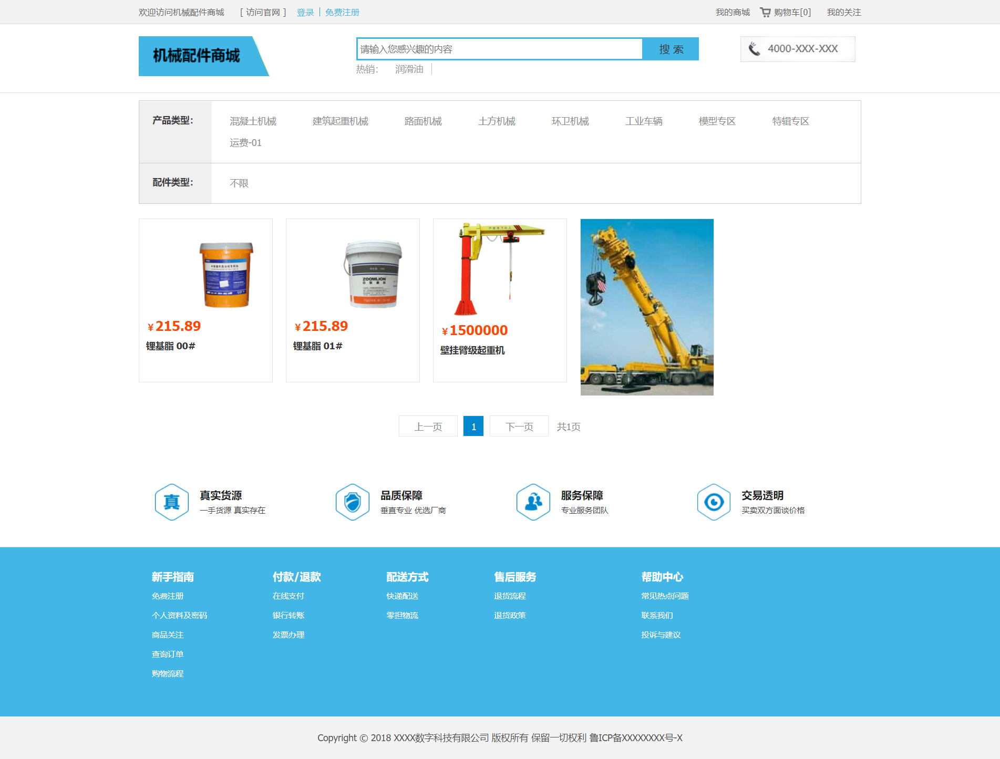 欢迎访问机械配件商城 [ 访问官网 ] 登录 免费注册 我的商城 购物车[0] 我的关注
机械配件商城 请输入您感兴趣的内容 搜 索 4000-XXX-XXX
热销： 润滑油
产品类型： 混凝土机械 建筑起重机械 路面机械 土方机械 环卫机械 工业车辆 模型专区 特辑专区
运费-01
配件类型： 不限
ZOOMLION
￥215.89 ￥215.89 ￥1500000
锂基脂 00# 锂基脂 01# 壁挂臂级起重机
上一页 1 下一页 共1页
真 真实货源 品质保障 服务保障 交易透明
一手货源 真实存在 垂直专业 优选厂商 专业服务团队 买卖双方面谈价格
新手指南 付款/退款 配送方式 售后服务 帮助中心
免费注册 在线支付 快递配送 退货流程 常见热点问题
个人资料及密码 银行转账 零担物流 退货政策 联系我们
商品关注 发票办理 投诉与建议
查询订单
购物流程
Copyright © 2018 XXXX数字科技有限公司 版权所有 保留一切权利 鲁ICP备XXXXXXXX号-X